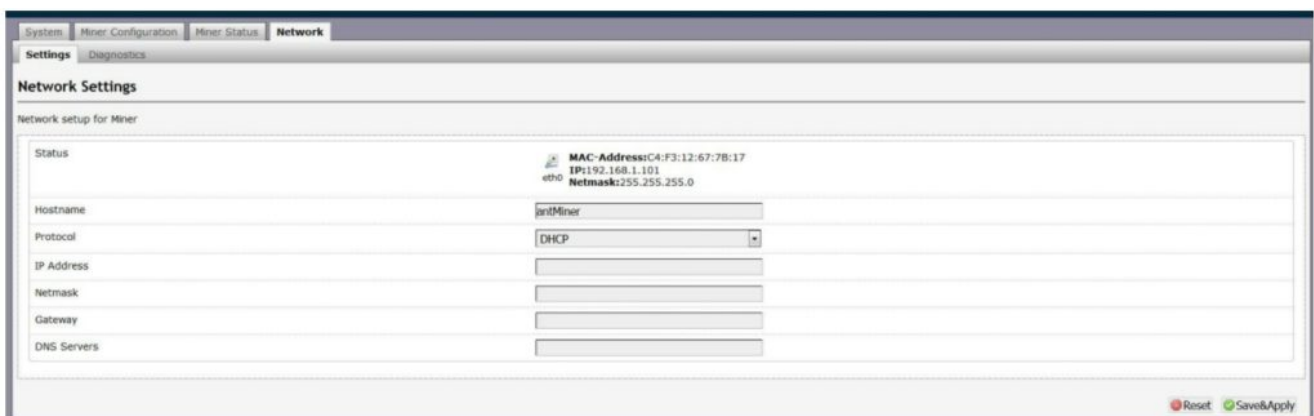 System Miner Configuration Miner Status Network
Settings Diagnostics
Network Settings
Network setup for Miner
Status
MAC-Address:C4:F3:12:67:7B:17
IP:192.168.1.101
eth0 Netmask:255.255.255.0
Hostname antMiner
Protocol DHCP
IP Address
Netmask
Gateway
DNS Servers
Reset Save&Apply